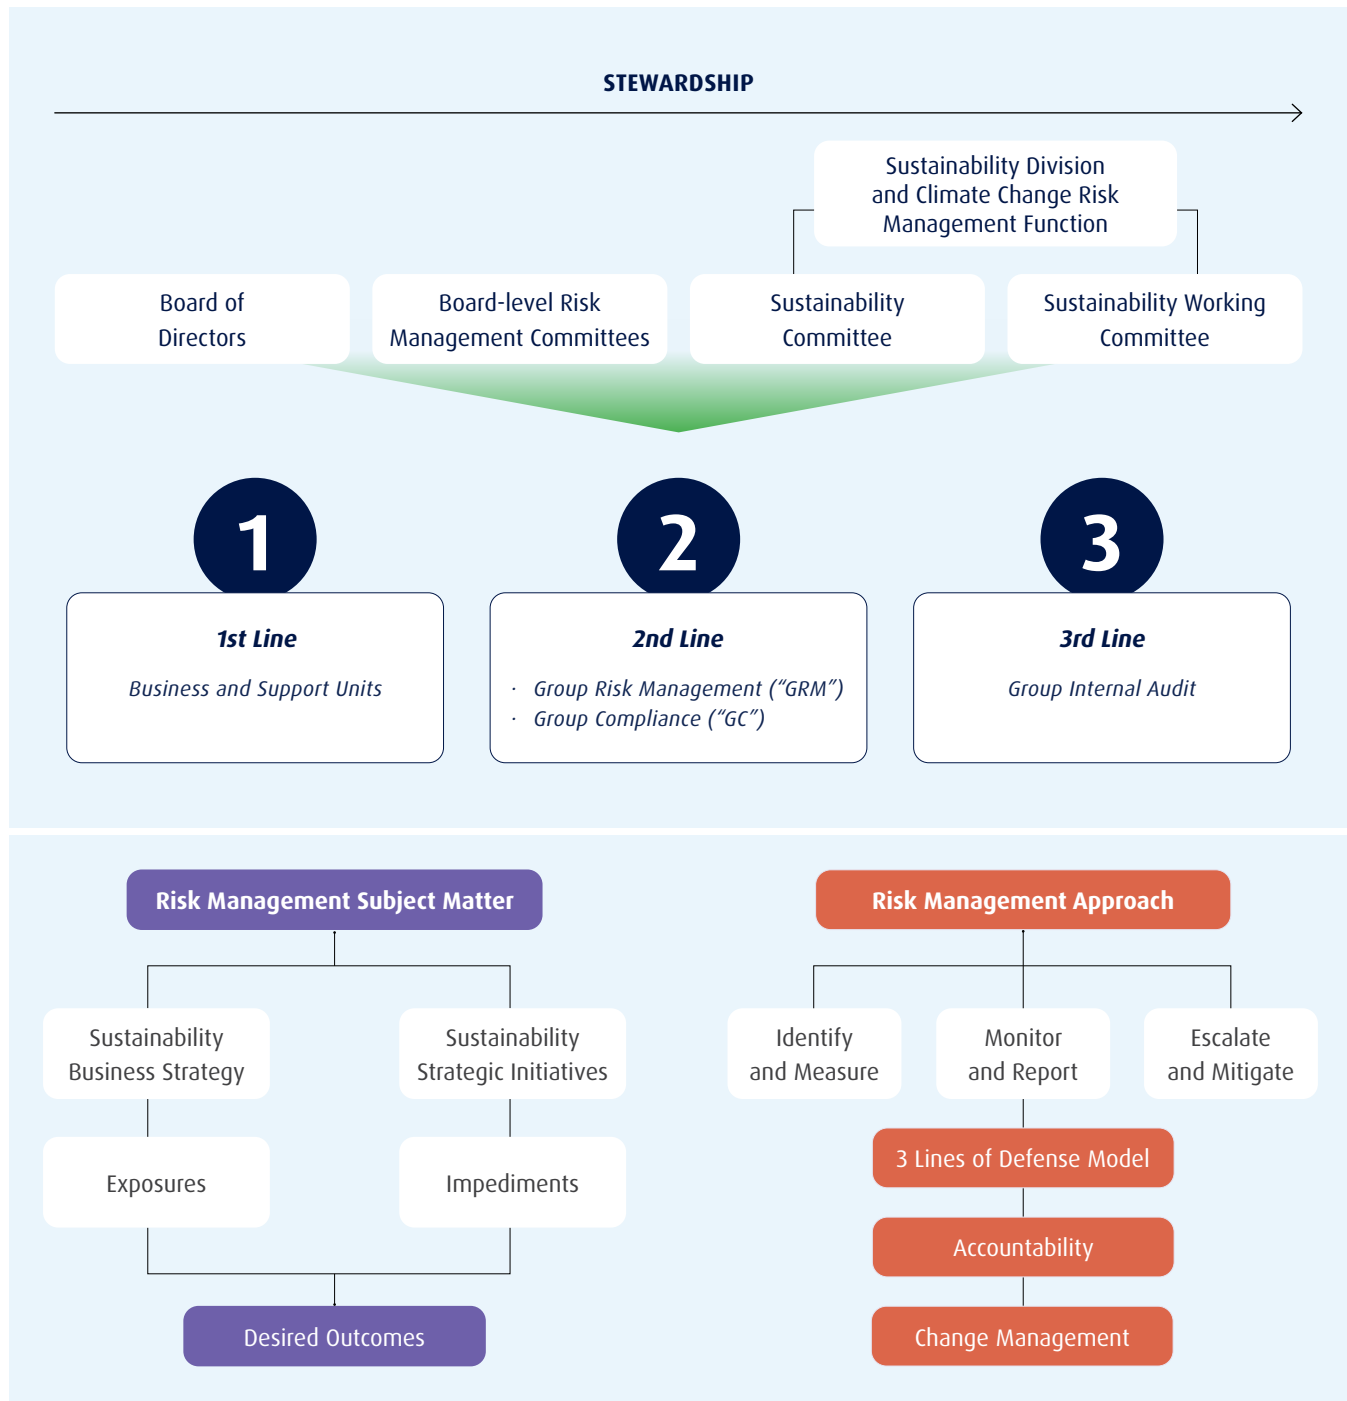 STEWARDSHIP
Sustainability Division
and Climate Change Risk
Management Function
Board of
Directors
Board-level Risk
Management Committees
Sustainability
Committee
Sustainability Working
Committee
1
2
3
1st Line
Business and Support Units
2nd Line
· Group Risk Management (“GRM”)
· Group Compliance (“GC”)
3rd Line
Group Internal Audit
Risk Management Subject Matter
Sustainability
Business Strategy
Sustainability
Strategic Initiatives
Exposures
Impediments
Desired Outcomes
Risk Management Approach
Identify
and Measure
Monitor
and Report
Escalate
and Mitigate
3 Lines of Defense Model
Accountability
Change Management